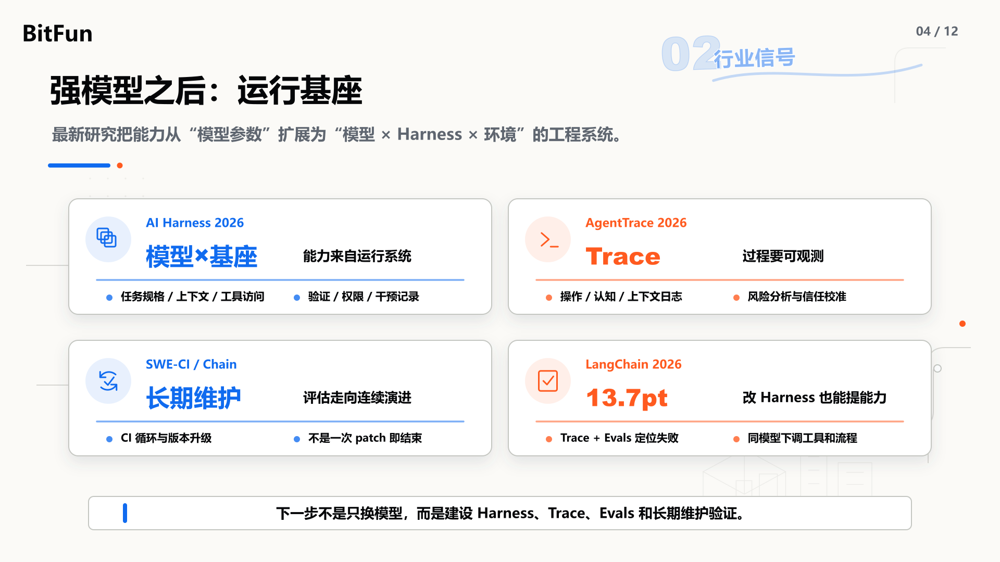 BitFun
04 / 12
02 行业信号
强模型之后：运行基座
最新研究把能力从“模型参数”扩展为“模型 × Harness × 环境”的工程系统。
AI Harness 2026
模型×基座
能力来自运行系统
任务规格 / 上下文 / 工具访问
验证 / 权限 / 干预记录
AgentTrace 2026
Trace
过程要可观测
操作 / 认知 / 上下文日志
风险分析与信任校准
SWE-CI / Chain
长期维护
评估走向连续演进
CI 循环与版本升级
不是一次 patch 即结束
LangChain 2026
13.7pt
改 Harness 也能提能力
Trace + Evals 定位失败
同模型下调工具和流程
下一步不是只换模型，而是建设 Harness、Trace、Evals 和长期维护验证。